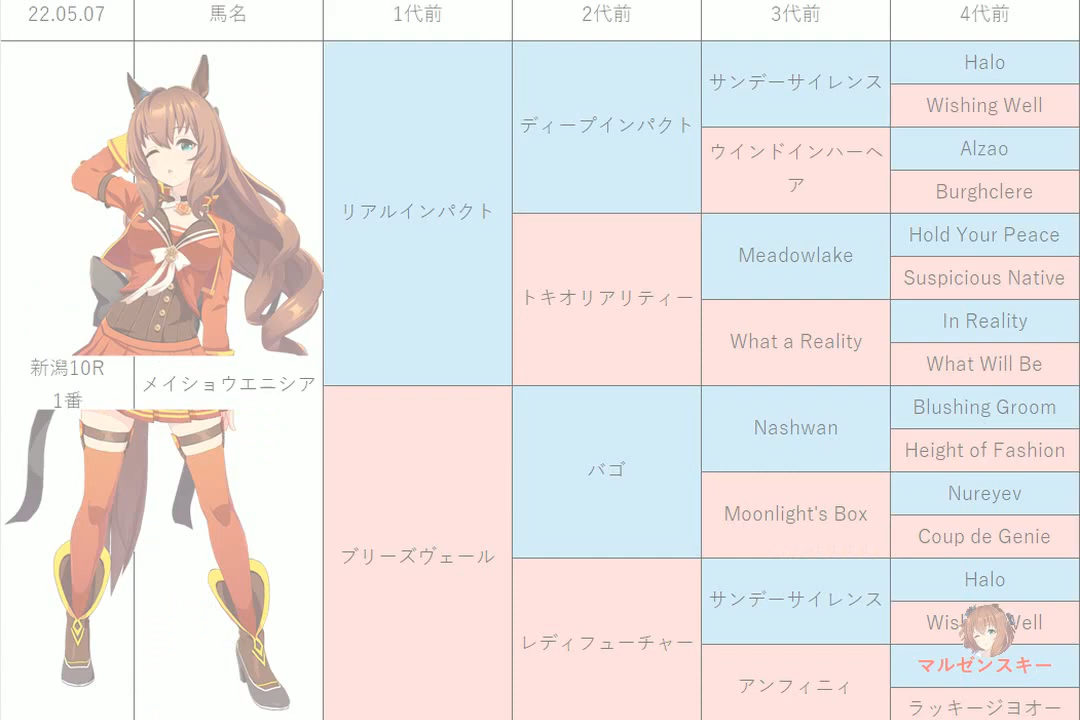 22.05.07
馬名
1代前
2代前
3代前
4代前
新潟10R
1番
メイショウエニシア
リアルインパクト
ブリーズヴェール
ディープインパクト
トキオリアリティー
バゴ
レディフューチャー
サンデーサイレンス
ウインドインハーヘ
ア
Meadowlake
What a Reality
Nashwan
Moonlight's Box
サンデーサイレンス
アンフィニィ
Halo
Wishing Well
Alzao
Burghclere
Hold Your Peace
Suspicious Native
In Reality
What Will Be
Blushing Groom
Height of Fashion
Nureyev
Coup de Genie
Halo
マルゼンスキー
ラッキージヨオー